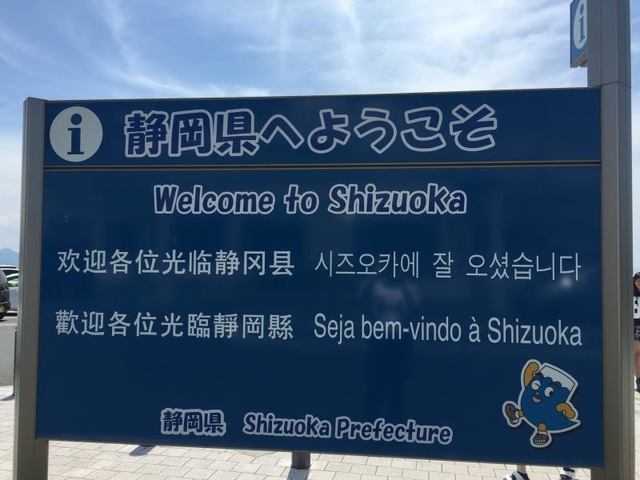 i 静岡県へようこそ
Welcome to Shizuoka
欢迎各位光临静冈县 시즈오카에 잘 오셨습니다
歡迎各位光臨靜岡縣 Seja bem-vindo à Shizuoka
静岡県 Shizuoka Prefecture
i